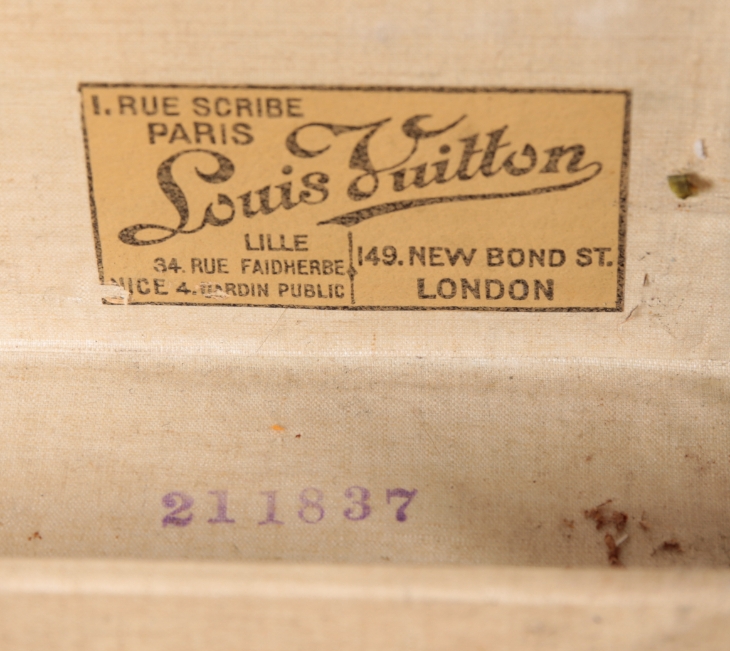 1. RUE SCRIBE
PARIS
Louis Vuitton
LILLE
34. RUE FAIDHERBE
NICE 4. JARDIN PUBLIC
149. NEW BOND ST.
LONDON
211837